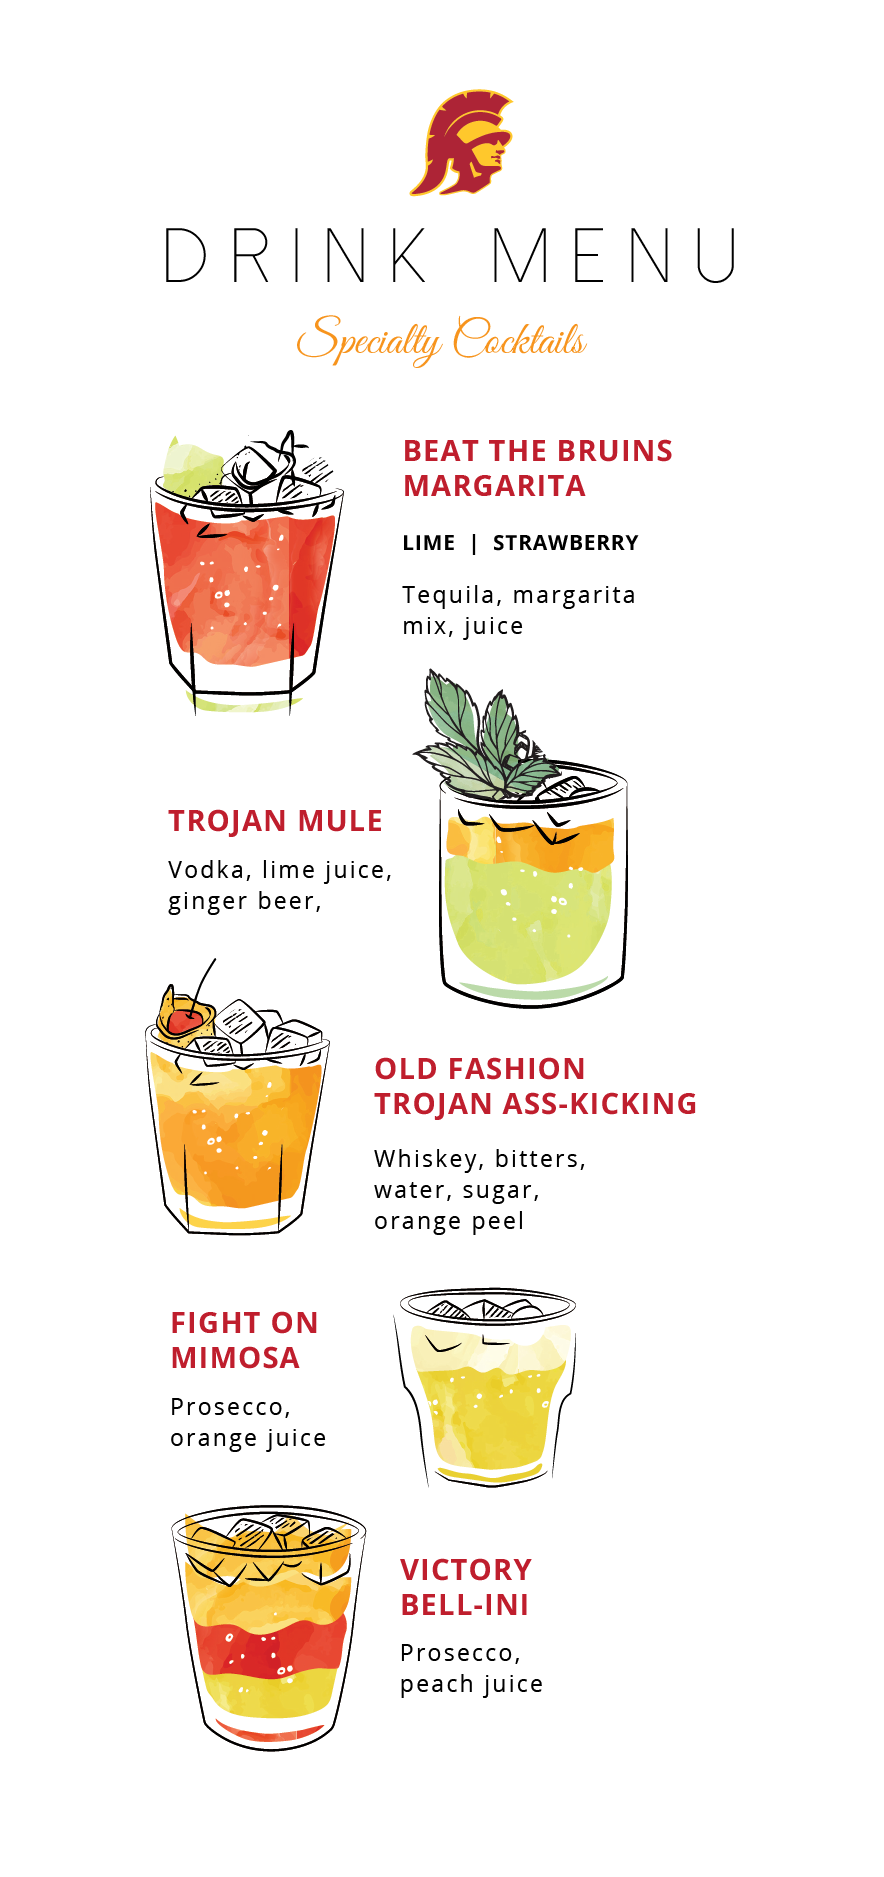 DRINK MENU
Specialty Cocktails
BEAT THE BRUINS
MARGARITA
LIME | STRAWBERRY
Tequila, margarita
mix, juice
TROJAN MULE
Vodka, lime juice,
ginger beer,
OLD FASHION
TROJAN ASS-KICKING
Whiskey, bitters,
water, sugar,
orange peel
FIGHT ON
MIMOSA
Prosecco,
orange juice
VICTORY
BELL-INI
Prosecco,
peach juice